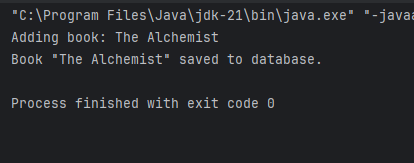 "C:\Program Files\Java\jdk-21\bin\java.exe" "-java
Adding book: The Alchemist
Book "The Alchemist" saved to database.
Process finished with exit code 0